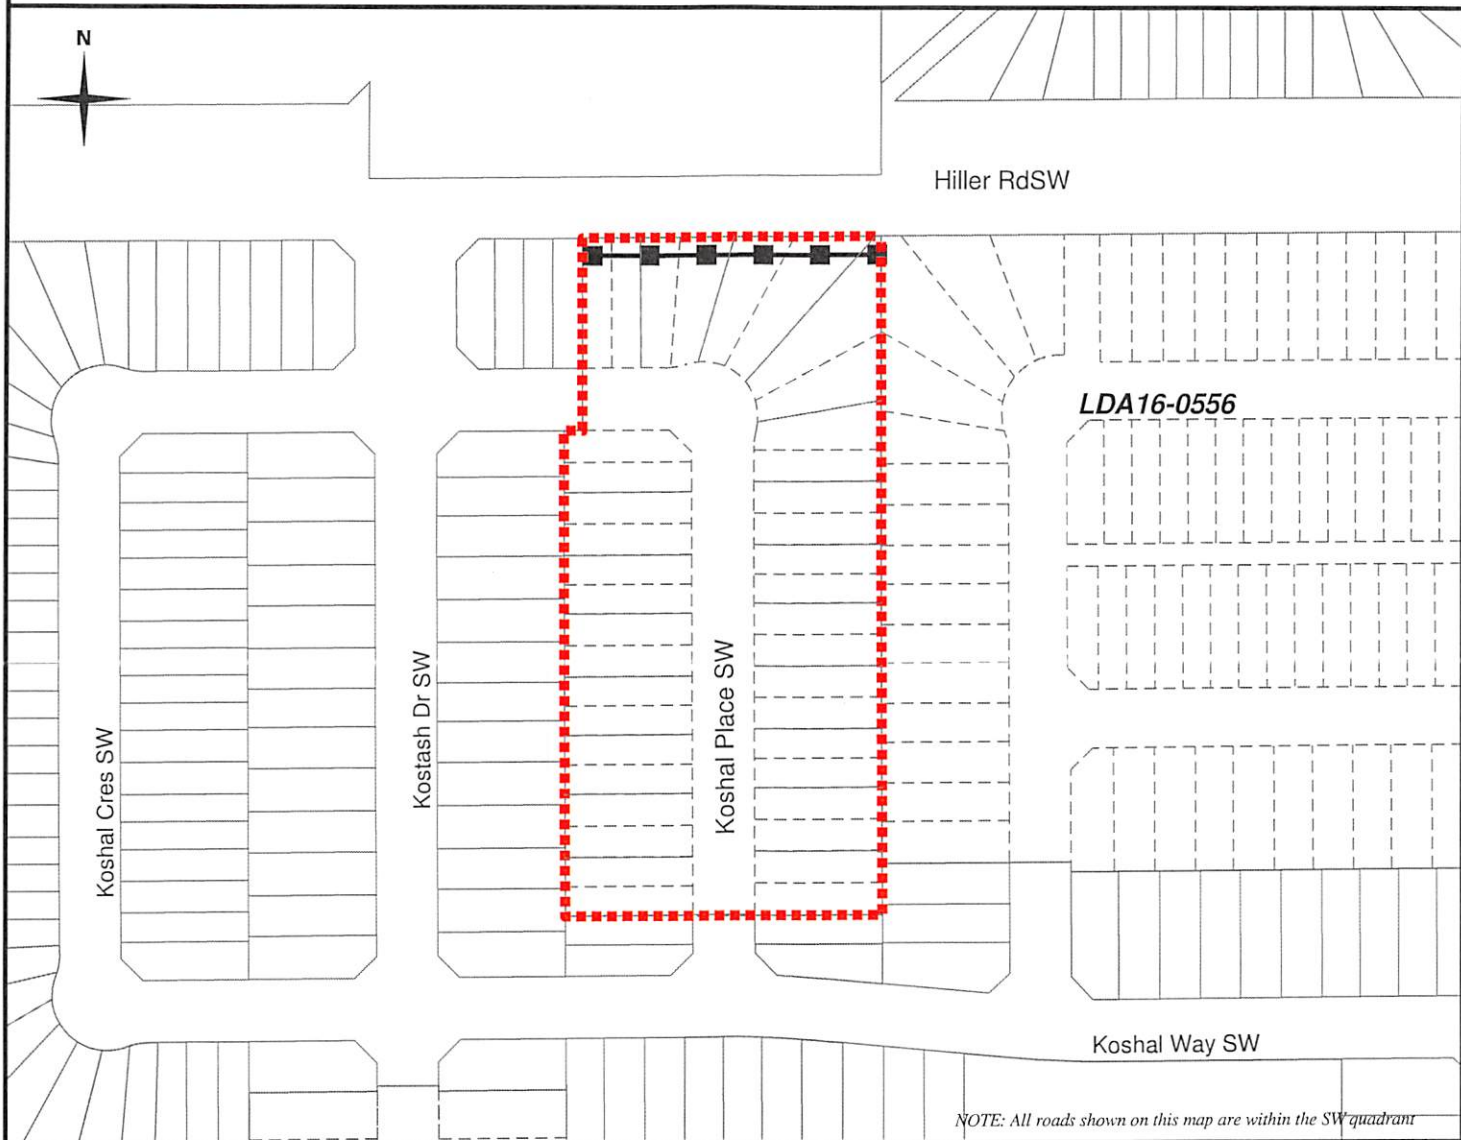 N
Hiller RdSW
LDA16-0556
Koshal Cres SW
Kostash Dr SW
Koshal Place SW
Koshal Way SW
NOTE: All roads shown on this map are within the SW quadrant